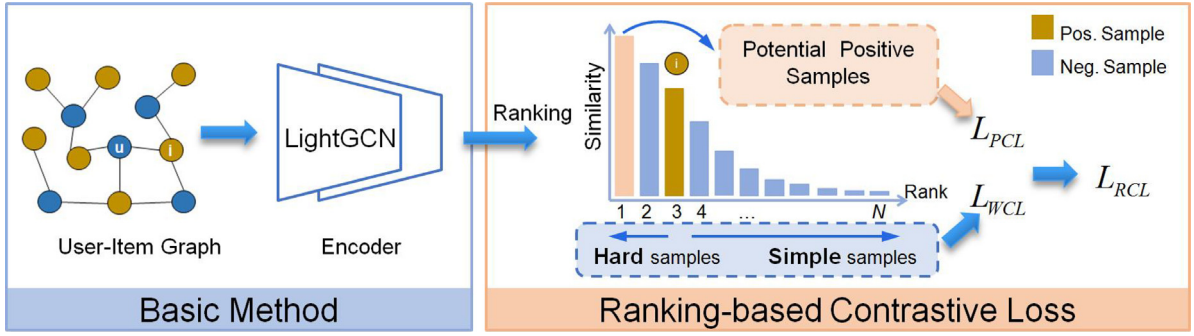 u
i
User-Item Graph
LightGCN
Encoder
Basic Method
Ranking
Similarity
i
Potential Positive
Samples
Pos. Sample
Neg. Sample
Rank
1 2 3 4 ... N
Hard samples
Simple samples
L_PCL
L_WCL
L_RCL
Ranking-based Contrastive Loss